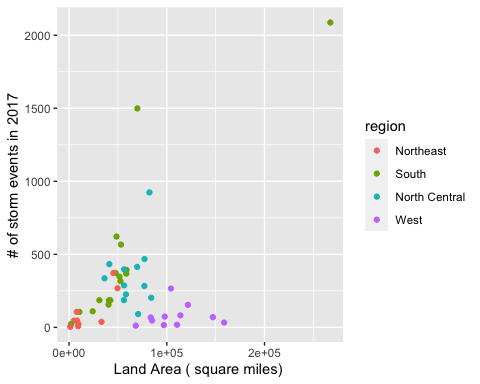 2000
1500
1000
500
0
# of storm events in 2017
0e+00 1e+05 2e+05
Land Area ( square miles)
region
Northeast
South
North Central
West